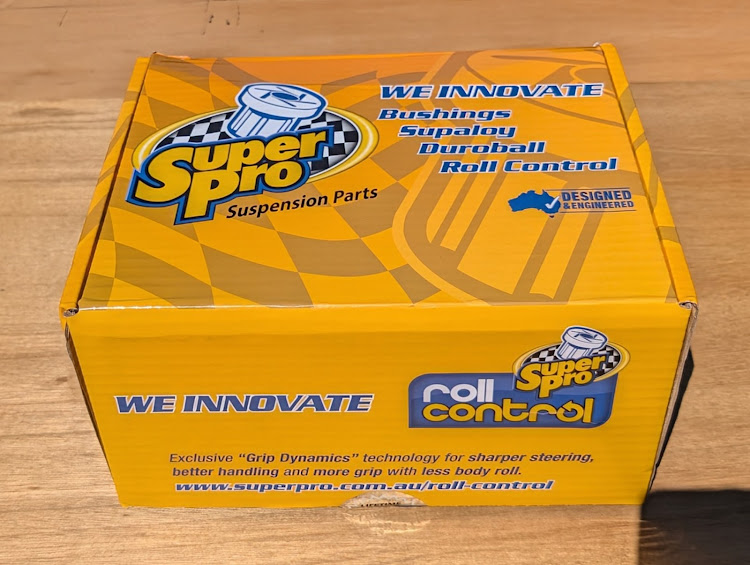 WE INNOVATE
Bushings
Supaloy
Duroball
Roll Control
Super
Pro
Suspension Parts
DESIGNED
& ENGINEERED
Super
Pro
roll
control
WE INNOVATE
Exclusive “Grip Dynamics” technology for sharper steering,
better handling and more grip with less body roll.
www.superpro.com.au/roll-control
LIFETIME